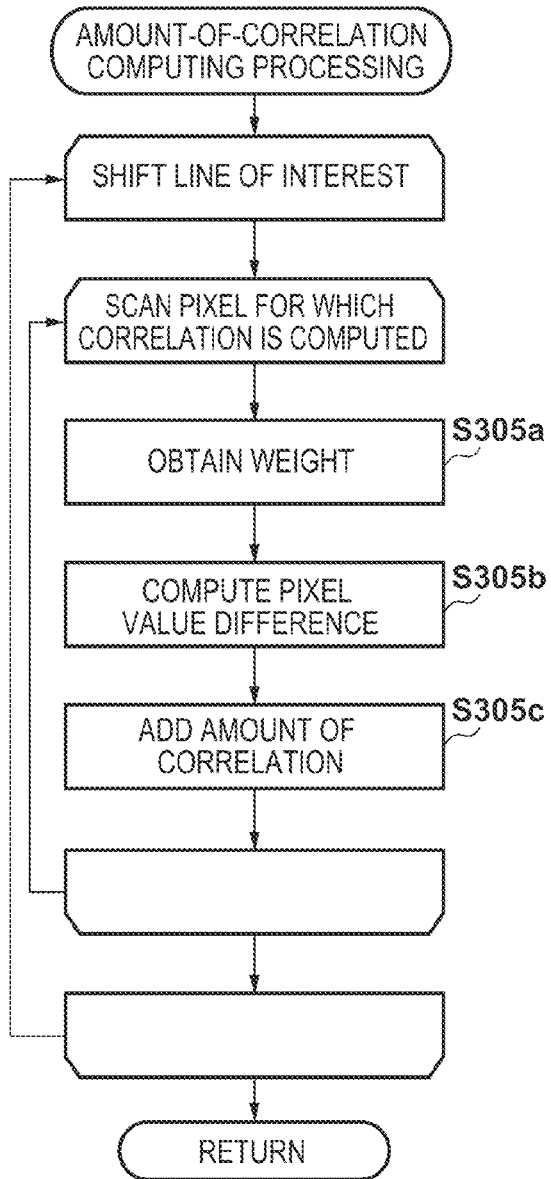 AMOUNT-OF-CORRELATION
COMPUTING PROCESSING
SHIFT LINE OF INTEREST
SCAN PIXEL FOR WHICH
CORRELATION IS COMPUTED
S305a
OBTAIN WEIGHT
S305b
COMPUTE PIXEL
VALUE DIFFERENCE
S305c
ADD AMOUNT OF
CORRELATION
RETURN